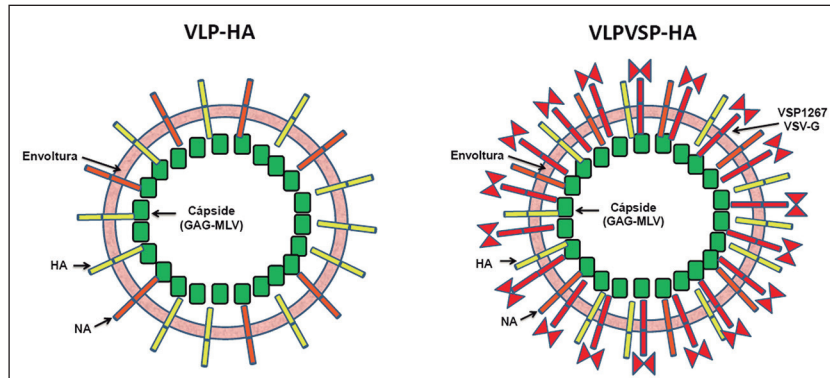 VLP-HA
Envoltura
Cápside
(GAG-MLV)
HA
NA
VLPVSP-HA
VSP1267
VSV-G
Envoltura
Cápside
(GAG-MLV)
HA
NA